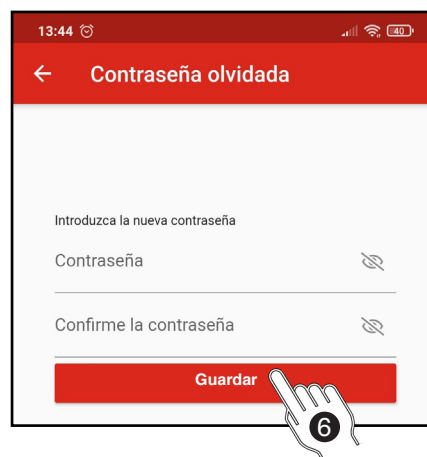 13:44 40
Contraseña olvidada
Introduzca la nueva contraseña
Contraseña
Confirme la contraseña
Guardar
6